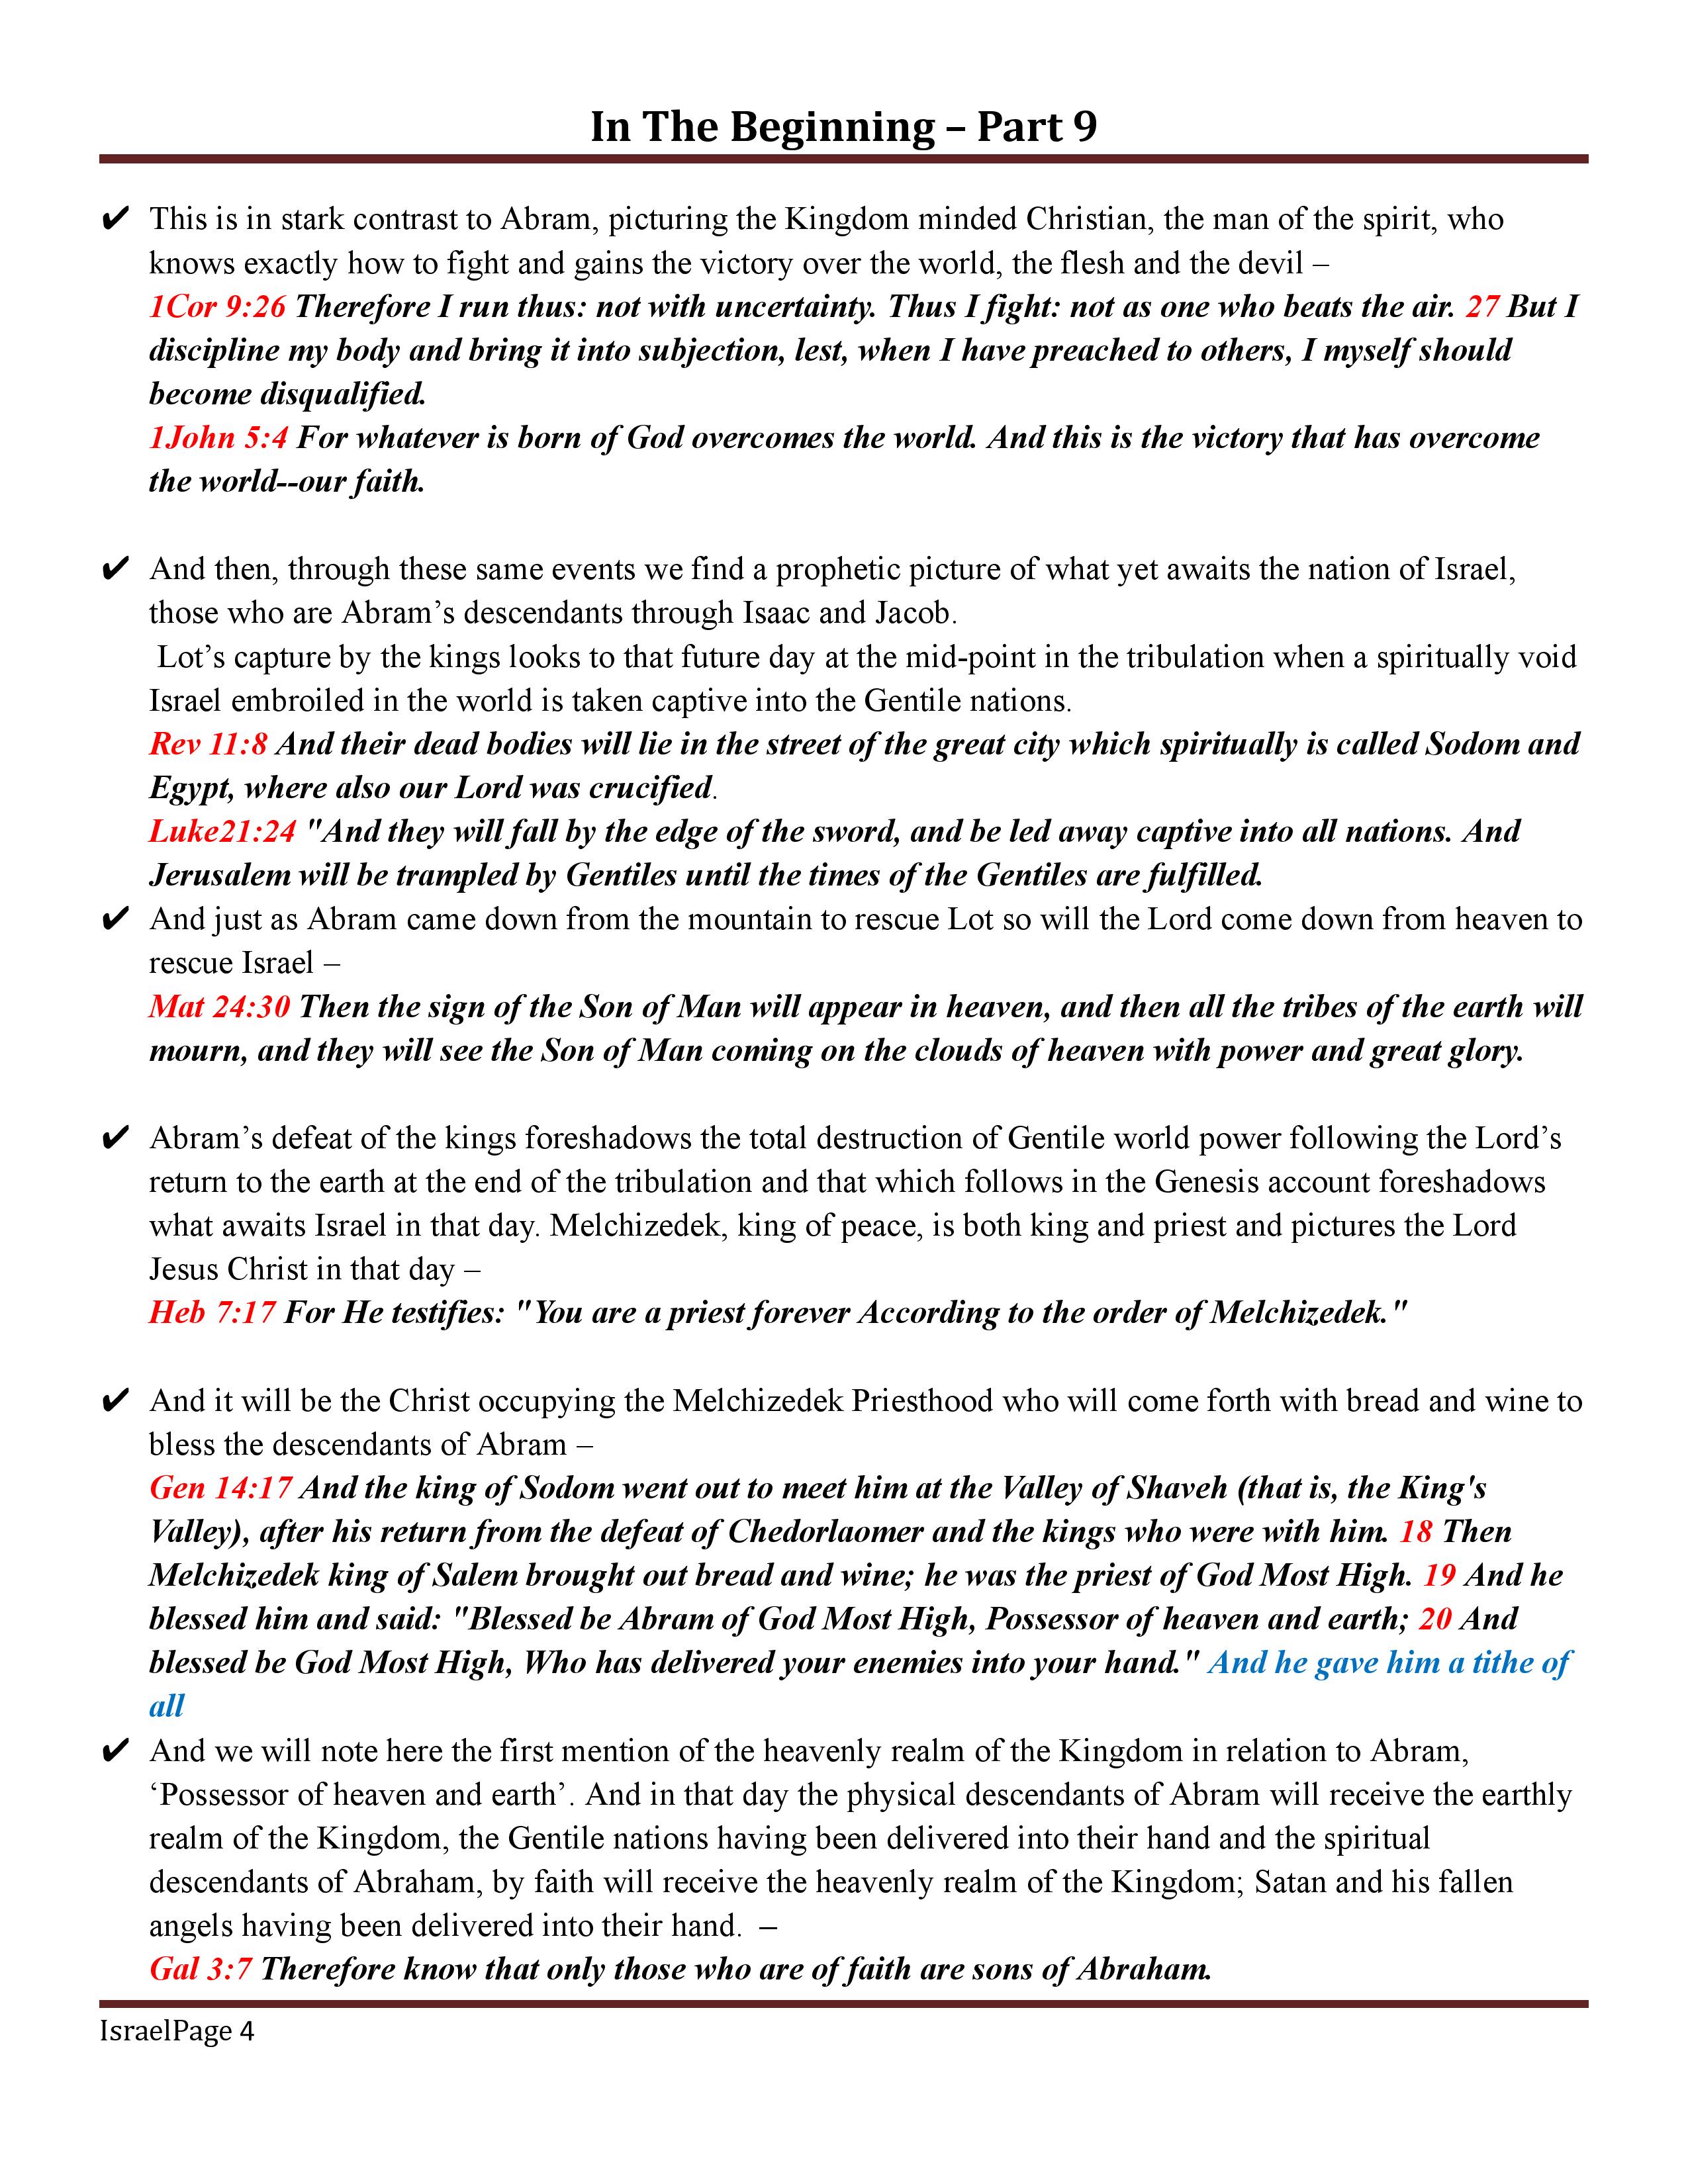 In The Beginning – Part 9
✔ This is in stark contrast to Abram, picturing the Kingdom minded Christian, the man of the spirit, who
knows exactly how to fight and gains the victory over the world, the flesh and the devil –
1Cor 9:26 Therefore I run thus: not with uncertainty. Thus I fight: not as one who beats the air. 27 But I
discipline my body and bring it into subjection, lest, when I have preached to others, I myself should
become disqualified.
1John 5:4 For whatever is born of God overcomes the world. And this is the victory that has overcome
the world--our faith.
✔ And then, through these same events we find a prophetic picture of what yet awaits the nation of Israel,
those who are Abram’s descendants through Isaac and Jacob.
Lot’s capture by the kings looks to that future day at the mid-point in the tribulation when a spiritually void
Israel embroiled in the world is taken captive into the Gentile nations.
Rev 11:8 And their dead bodies will lie in the street of the great city which spiritually is called Sodom and
Egypt, where also our Lord was crucified.
Luke21:24 "And they will fall by the edge of the sword, and be led away captive into all nations. And
Jerusalem will be trampled by Gentiles until the times of the Gentiles are fulfilled.
✔ And just as Abram came down from the mountain to rescue Lot so will the Lord come down from heaven to
rescue Israel –
Mat 24:30 Then the sign of the Son of Man will appear in heaven, and then all the tribes of the earth will
mourn, and they will see the Son of Man coming on the clouds of heaven with power and great glory.
✔ Abram’s defeat of the kings foreshadows the total destruction of Gentile world power following the Lord’s
return to the earth at the end of the tribulation and that which follows in the Genesis account foreshadows
what awaits Israel in that day. Melchizedek, king of peace, is both king and priest and pictures the Lord
Jesus Christ in that day –
Heb 7:17 For He testifies: "You are a priest forever According to the order of Melchizedek."
✔ And it will be the Christ occupying the Melchizedek Priesthood who will come forth with bread and wine to
bless the descendants of Abram –
Gen 14:17 And the king of Sodom went out to meet him at the Valley of Shaveh (that is, the King's
Valley), after his return from the defeat of Chedorlaomer and the kings who were with him. 18 Then
Melchizedek king of Salem brought out bread and wine; he was the priest of God Most High. 19 And he
blessed him and said: "Blessed be Abram of God Most High, Possessor of heaven and earth; 20 And
blessed be God Most High, Who has delivered your enemies into your hand." And he gave him a tithe of
all
✔ And we will note here the first mention of the heavenly realm of the Kingdom in relation to Abram,
‘Possessor of heaven and earth’. And in that day the physical descendants of Abram will receive the earthly
realm of the Kingdom, the Gentile nations having been delivered into their hand and the spiritual
descendants of Abraham, by faith will receive the heavenly realm of the Kingdom; Satan and his fallen
angels having been delivered into their hand. –
Gal 3:7 Therefore know that only those who are of faith are sons of Abraham.
IsraelPage 4